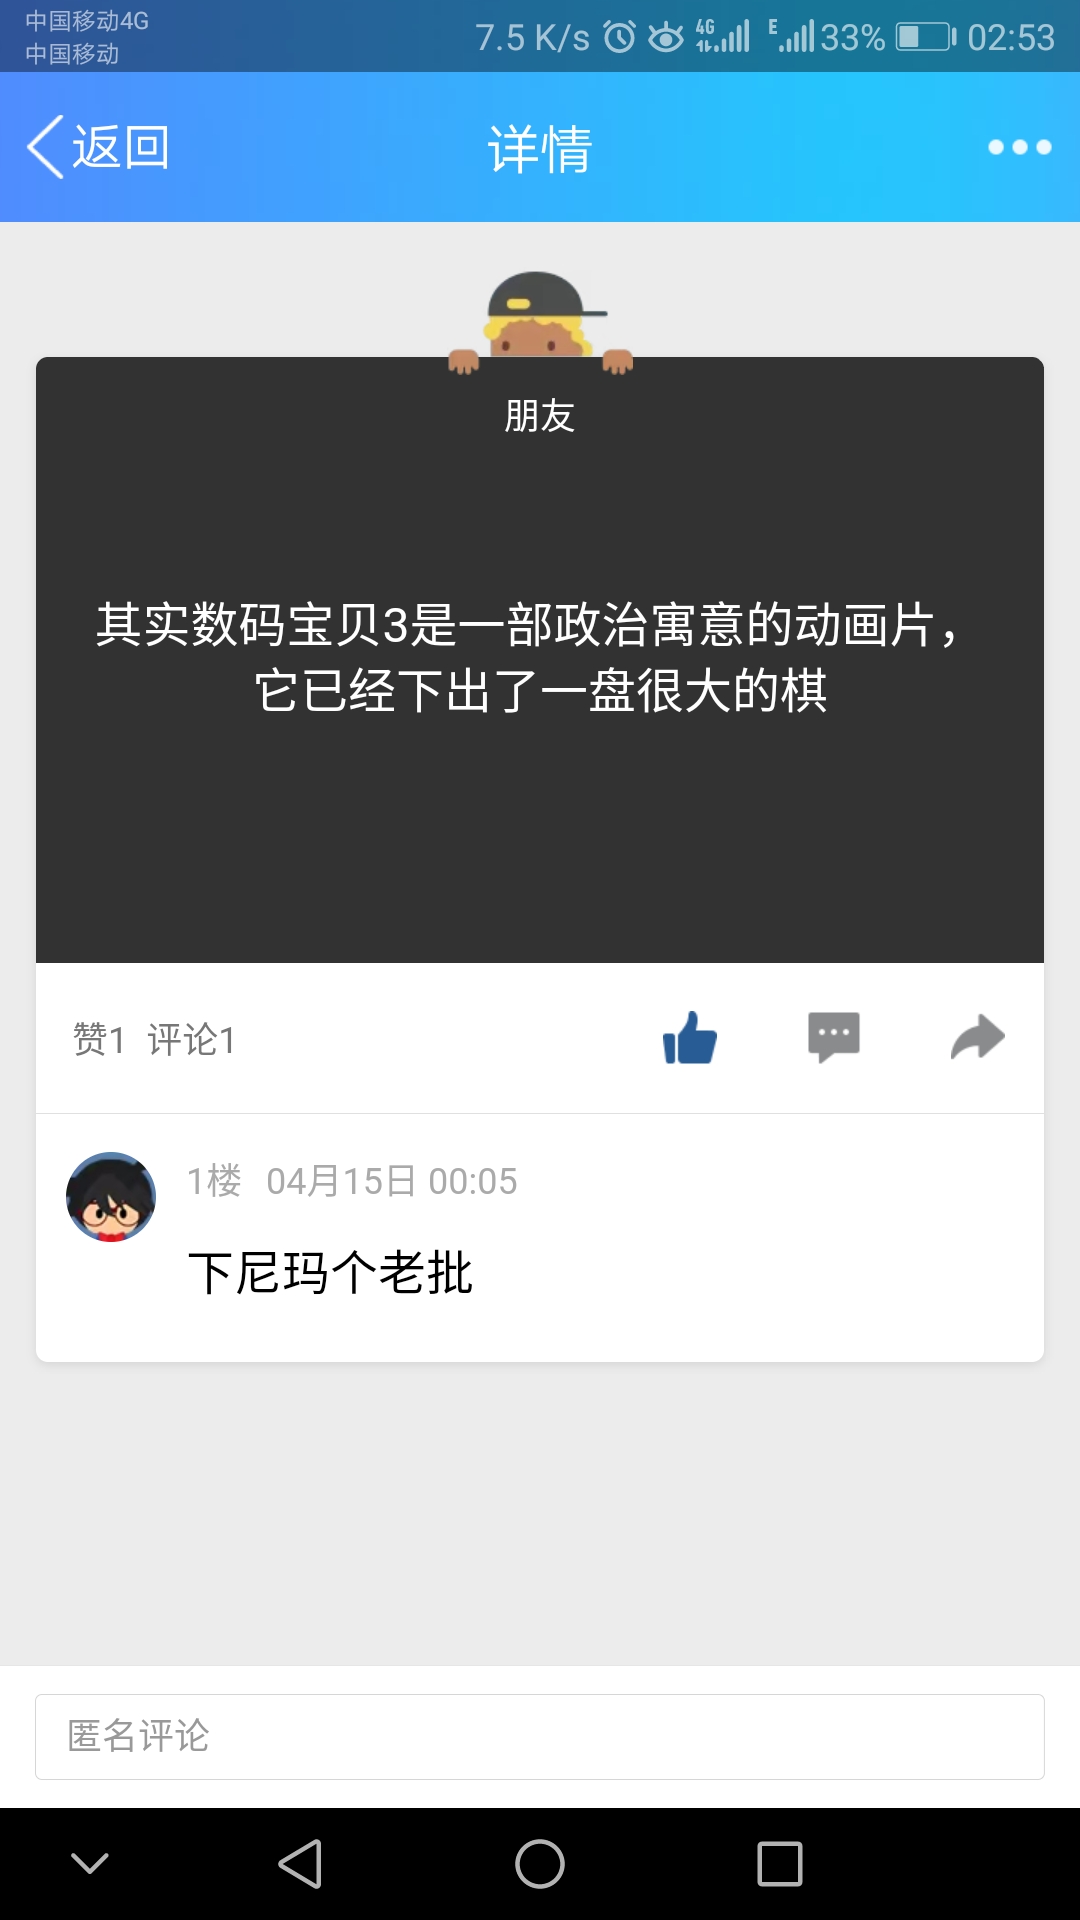 中国移动4G
中国移动
7.5 K/s 4G E 33% 02:53
返回 详情
朋友
其实数码宝贝3是一部政治寓意的动画片，
它已经下出了一盘很大的棋
赞1 评论1
1楼 04月15日 00:05
下尼玛个老批
匿名评论